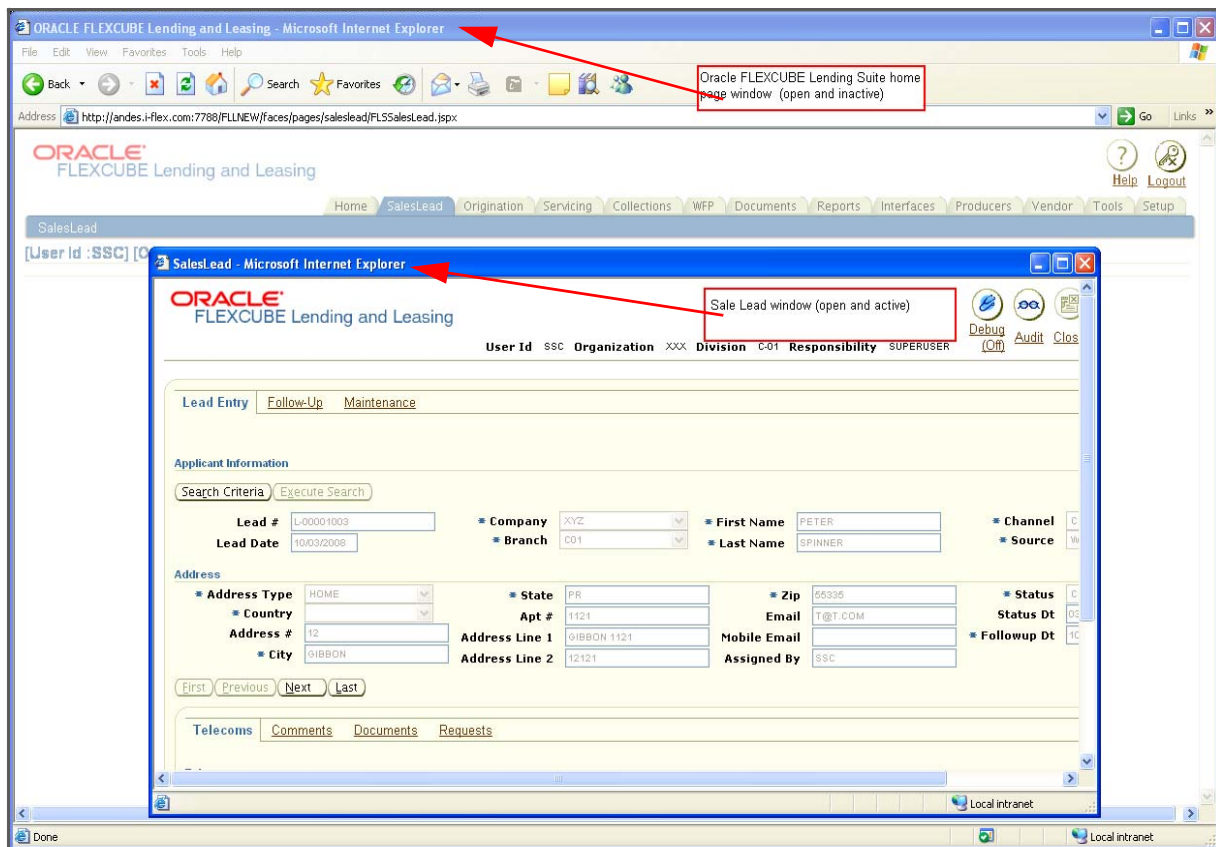 ORACLE FLEXCUBE Lending and Leasing - Microsoft Internet Explorer
File Edit View Favorites Tools Help
Back Search Favorites
Oracle FLEXCUBE Lending Suite home
page window (open and inactive)
Address http://andes.i-flex.com:7788/FLLNEW/faces/pages/saleslead/FLSSalesLead.jspx Go Links »
ORACLE
FLEXCUBE Lending and Leasing
Help Logout
Home SalesLead Origination Servicing Collections WFP Documents Reports Interfaces Producers Vendor Tools Setup
SalesLead
[User Id :SSC] [O
SalesLead - Microsoft Internet Explorer
ORACLE
FLEXCUBE Lending and Leasing
Sale Lead window (open and active)
Debug (Off) Audit Clos
User Id SSC Organization XXX Division C-01 Responsibility SUPERUSER
Lead Entry Follow-Up Maintenance
Applicant Information
Search Criteria Execute Search
Lead # L-00001003 * Company XYZ * First Name PETER * Channel C
Lead Date 10/03/2008 * Branch C01 * Last Name SPINNER * Source
Address
* Address Type HOME * State PR * Zip 55335 * Status C
* Country Apt # 1121 Email T@T.COM Status Dt 03
Address # 12 Address Line 1 GIBBON 1121 Mobile Email * Followup Dt 10
* City GIBBON Address Line 2 12121 Assigned By SSC
First Previous Next Last
Telecoms Comments Documents Requests
Local intranet
Done Local intranet